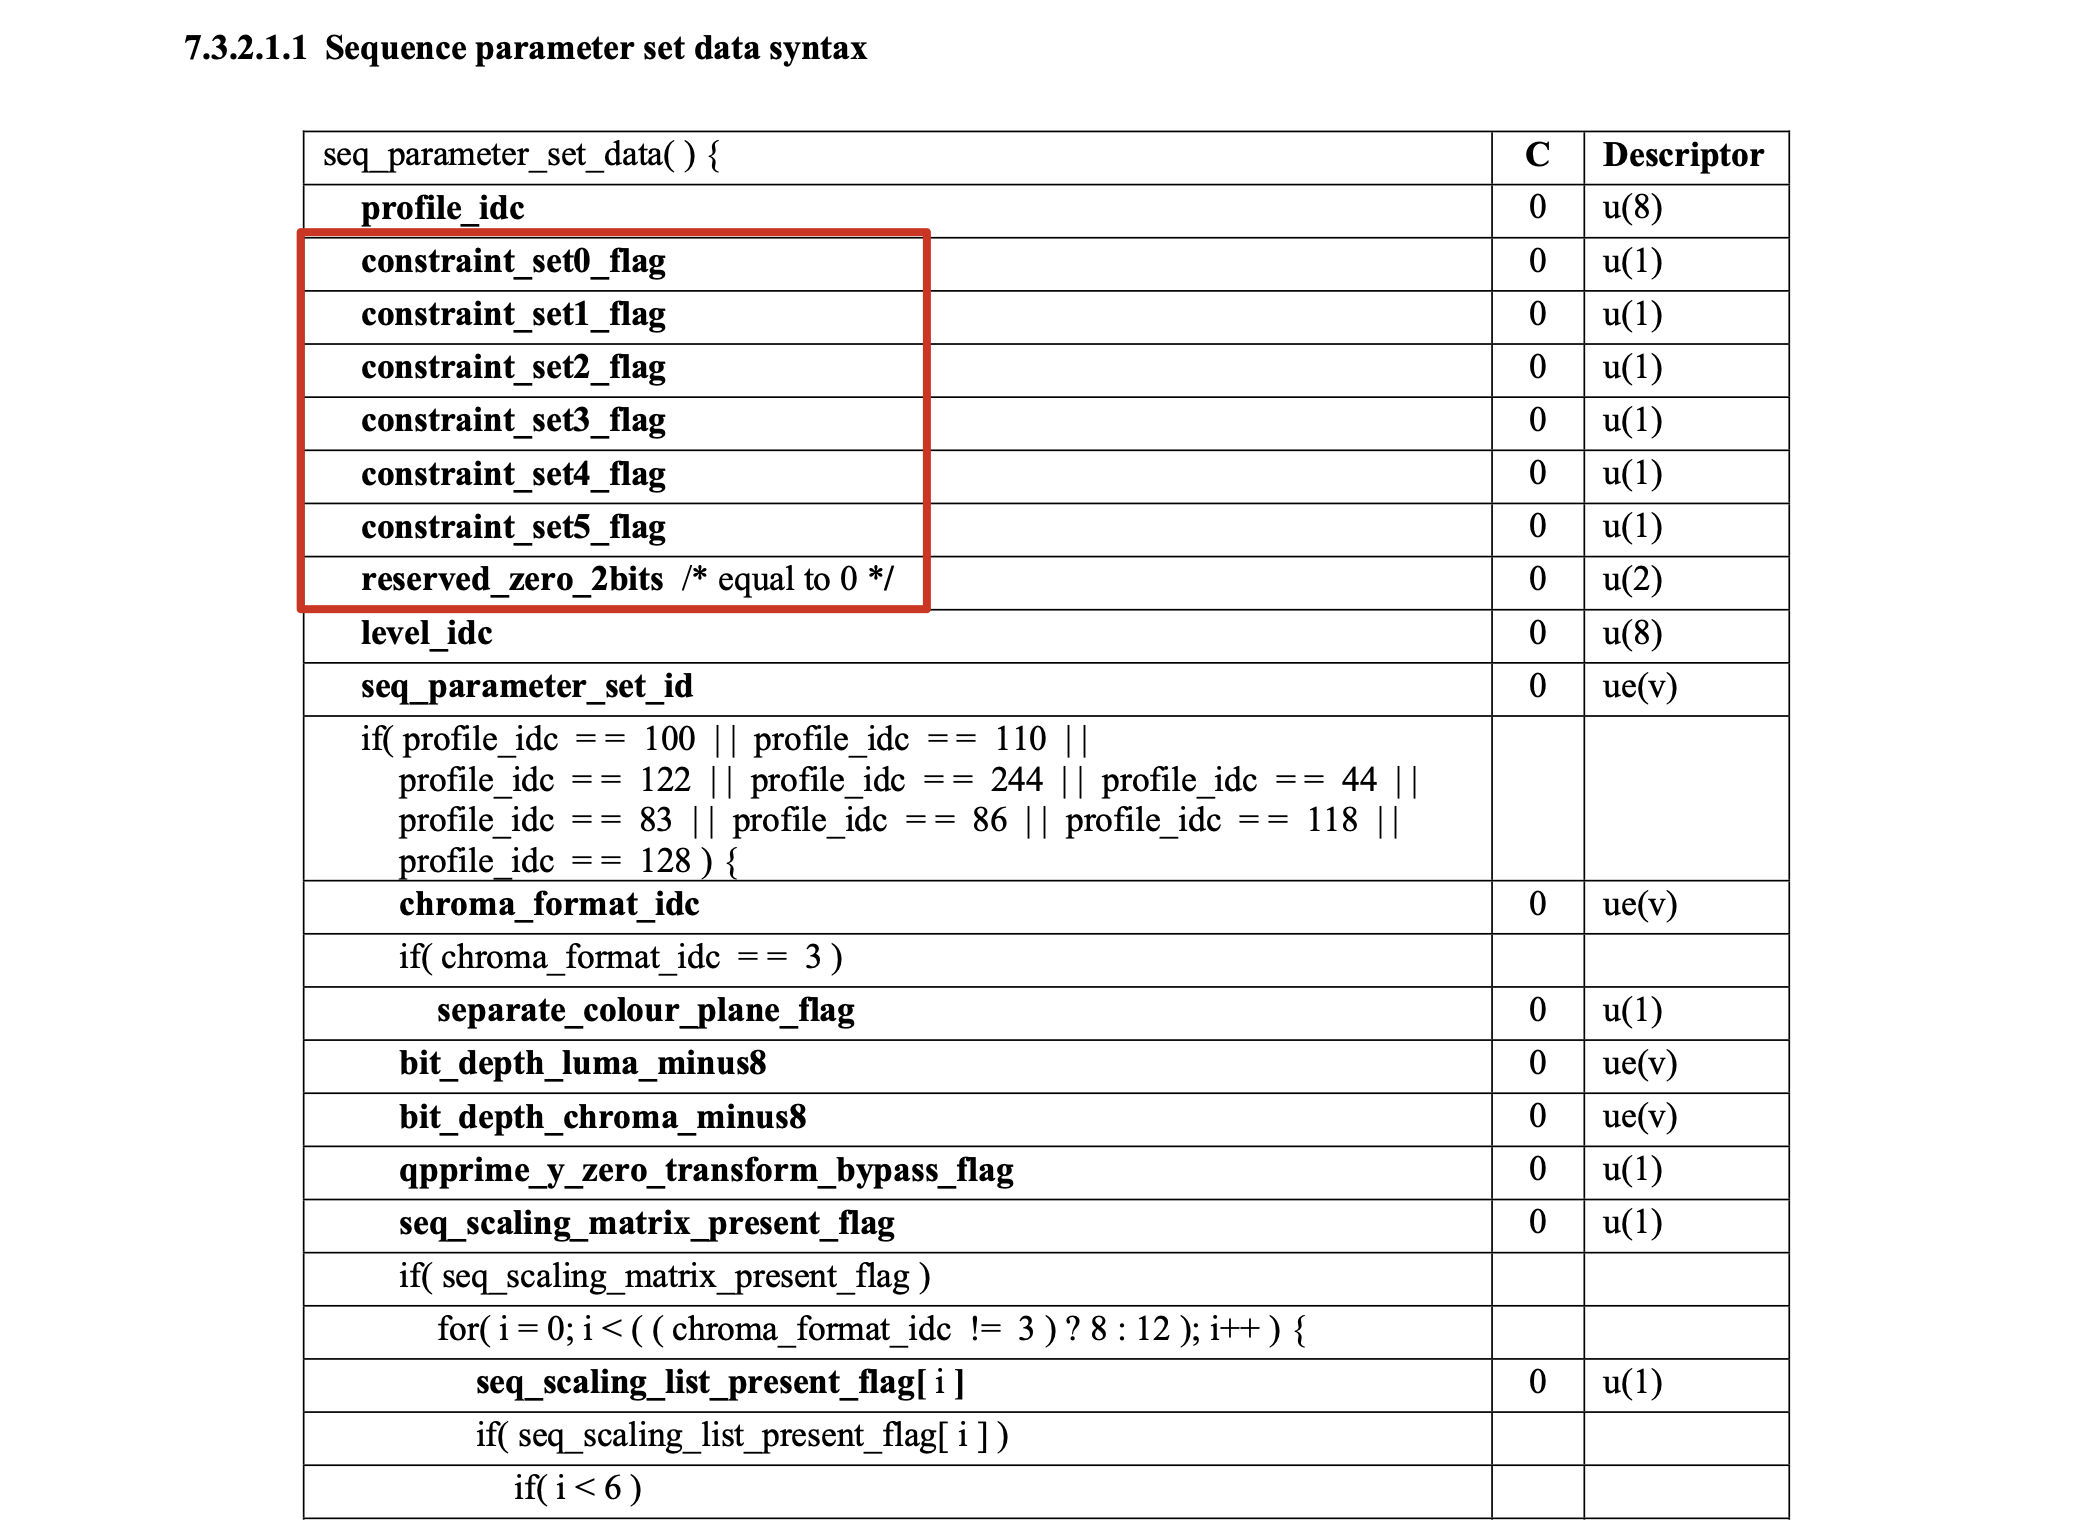 7.3.2.1.1 Sequence parameter set data syntax
seq_parameter_set_data( ) { C Descriptor
profile_idc 0 u(8)
constraint_set0_flag 0 u(1)
constraint_set1_flag 0 u(1)
constraint_set2_flag 0 u(1)
constraint_set3_flag 0 u(1)
constraint_set4_flag 0 u(1)
constraint_set5_flag 0 u(1)
reserved_zero_2bits /* equal to 0 */ 0 u(2)
level_idc 0 u(8)
seq_parameter_set_id 0 ue(v)
if( profile_idc = = 100 | | profile_idc = = 110 | |
profile_idc = = 122 | | profile_idc = = 244 | | profile_idc = = 44 | |
profile_idc = = 83 | | profile_idc = = 86 | | profile_idc = = 118 | |
profile_idc = = 128 ) {
chroma_format_idc 0 ue(v)
if( chroma_format_idc = = 3 )
separate_colour_plane_flag 0 u(1)
bit_depth_luma_minus8 0 ue(v)
bit_depth_chroma_minus8 0 ue(v)
qpprime_y_zero_transform_bypass_flag 0 u(1)
seq_scaling_matrix_present_flag 0 u(1)
if( seq_scaling_matrix_present_flag )
for( i = 0; i < ( ( chroma_format_idc != 3 ) ? 8 : 12 ); i++ ) {
seq_scaling_list_present_flag[ i ] 0 u(1)
if( seq_scaling_list_present_flag[ i ] )
if( i < 6 )